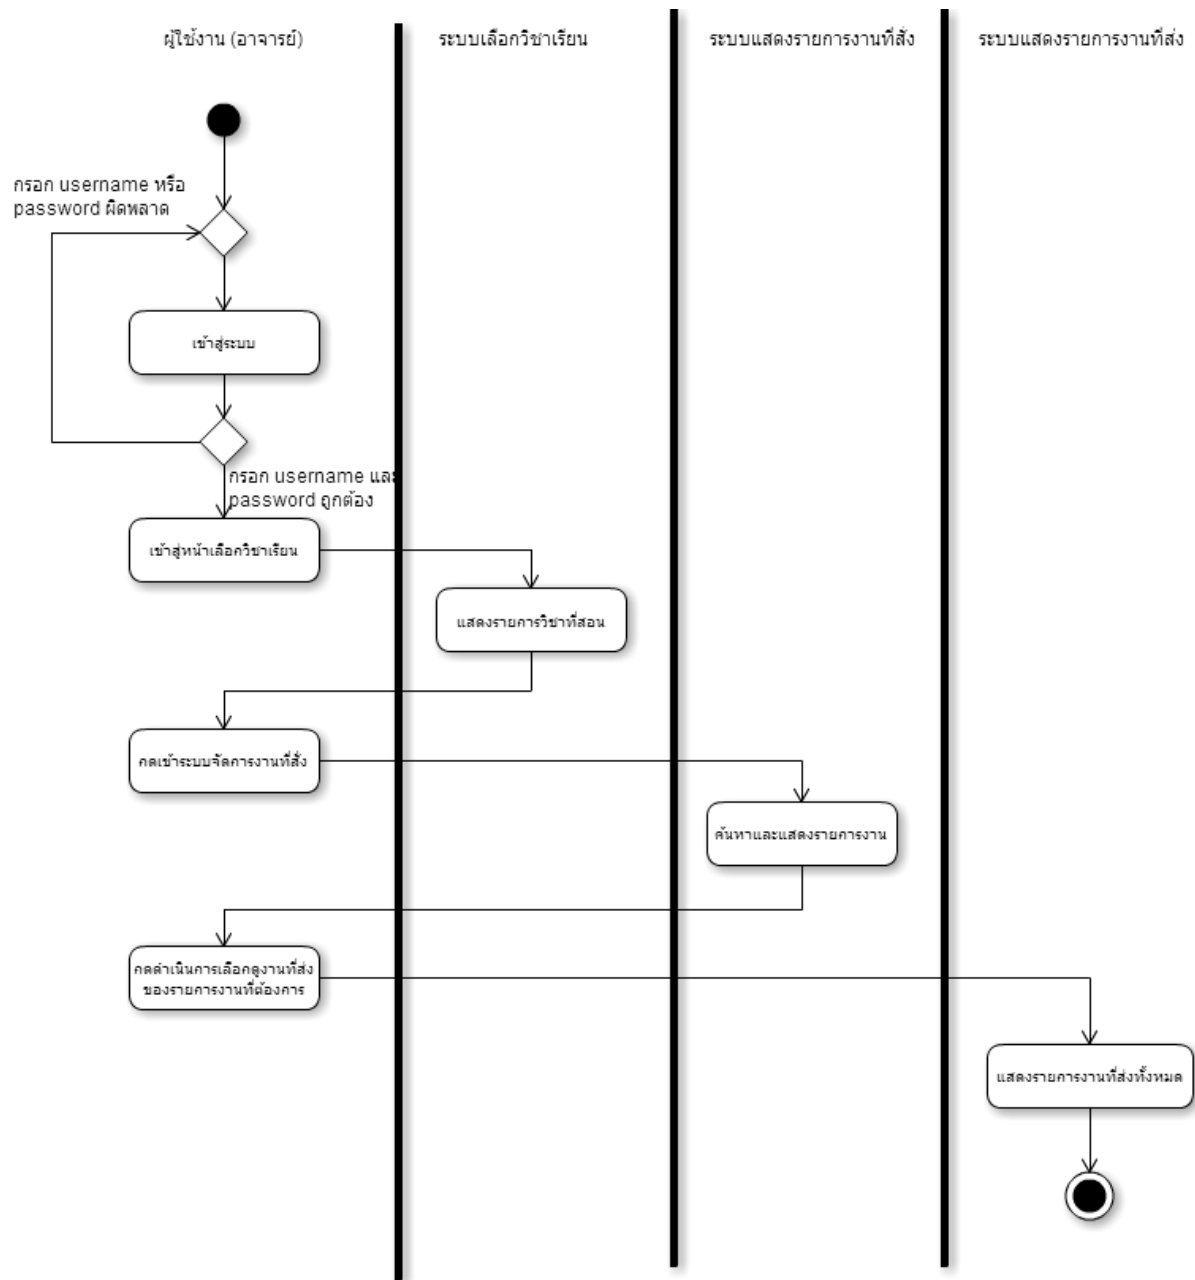 ผู้ใช้งาน (อาจารย์)
ระบบเลือกวิชาเรียน
ระบบแสดงรายการงานที่สั่ง
ระบบแสดงรายการงานที่ส่ง
กรอก username หรือ
password ผิดพลาด
เข้าสู่ระบบ
กรอก username และ
password ถูกต้อง
เข้าสู่หน้าเลือกวิชาเรียน
แสดงรายการวิชาที่สอน
กดเข้าระบบจัดการงานที่สั่ง
ค้นหาและแสดงรายการงาน
กดดำเนินการเลือกดูงานที่ส่ง
ของรายการงานที่ต้องการ
แสดงรายการงานที่ส่งทั้งหมด